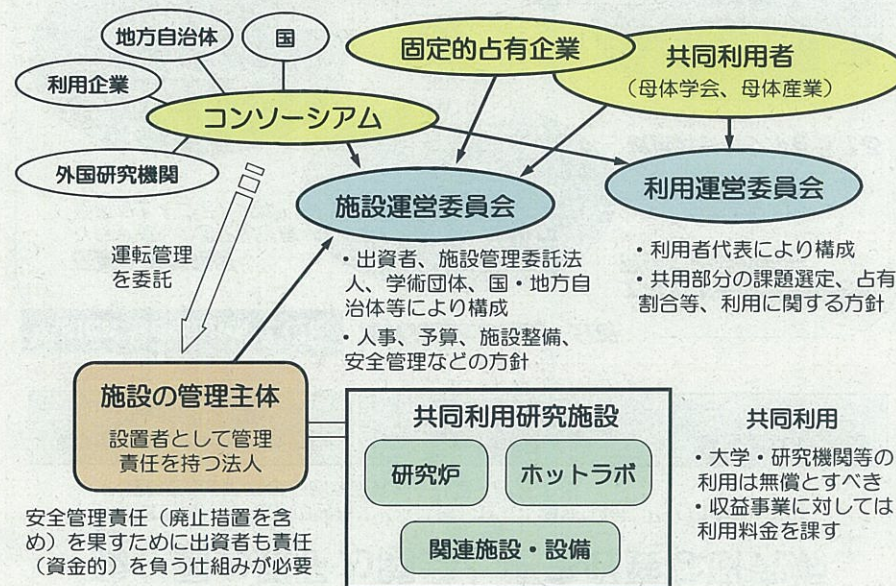 地方自治体
国
利用企業
コンソーシアム
外国研究機関
固定的占有企業
共同利用者
（母体学会、母体産業）
施設運営委員会
利用運営委員会
運転管理
を委託
・出資者、施設管理委託法
人、学術団体、国・地方自
治体等により構成
・人事、予算、施設整備、
安全管理などの方針
・利用者代表により構成
・共用部分の課題選定、占有
割合等、利用に関する方針
施設の管理主体
設置者として管理
責任を持つ法人
安全管理責任（廃止措置を含
め）を果すために出資者も責任
（資金的）を負う仕組みが必要
共同利用研究施設
研究炉
ホットラボ
関連施設・設備
共同利用
・大学・研究機関等の
利用は無償とすべき
・収益事業に対しては
利用料金を課す